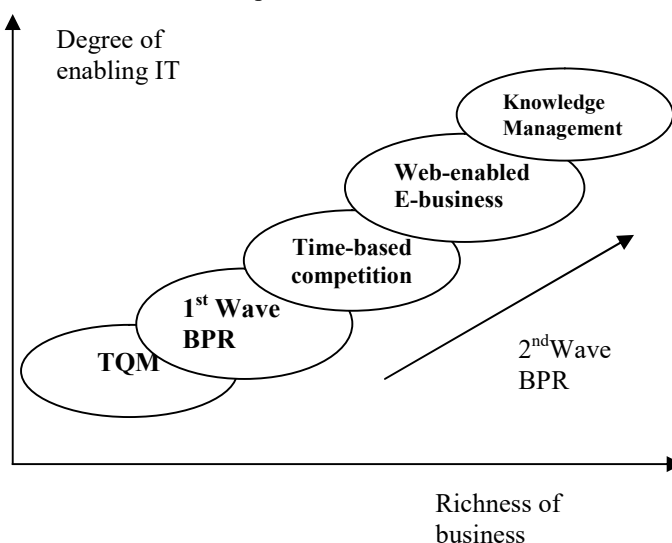 Degree of
enabling IT
Knowledge
Management
Web-enabled
E-business
Time-based
competition
1st Wave
BPR
TQM
2ndWave
BPR
Richness of
business